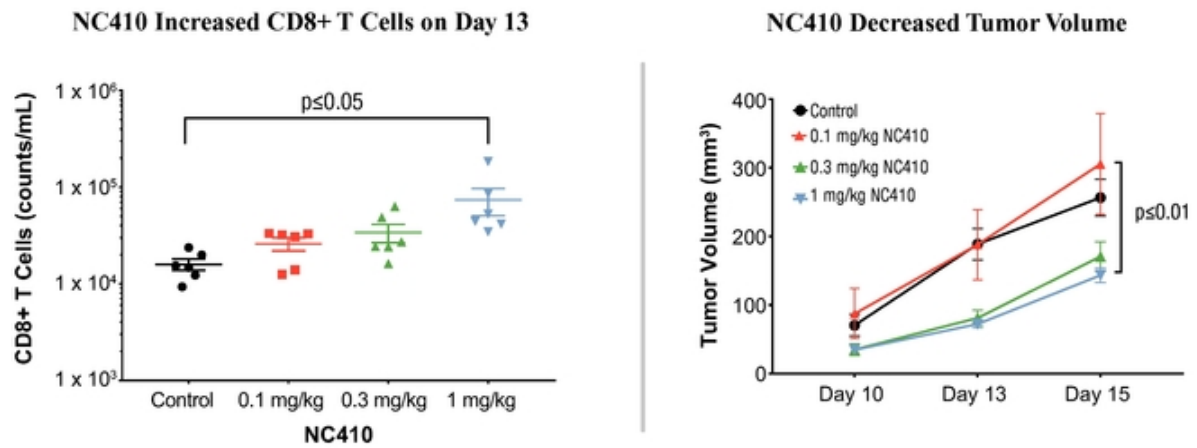 NC410 Increased CD8+ T Cells on Day 13
CD8+ T Cells (counts/mL)
1 x 10⁶
1 x 10⁵
1 x 10⁴
1 x 10³
p≤0.05
Control 0.1 mg/kg 0.3 mg/kg 1 mg/kg
NC410
NC410 Decreased Tumor Volume
Tumor Volume (mm³)
400
300
200
100
0
Control
0.1 mg/kg NC410
0.3 mg/kg NC410
1 mg/kg NC410
p≤0.01
Day 10 Day 13 Day 15